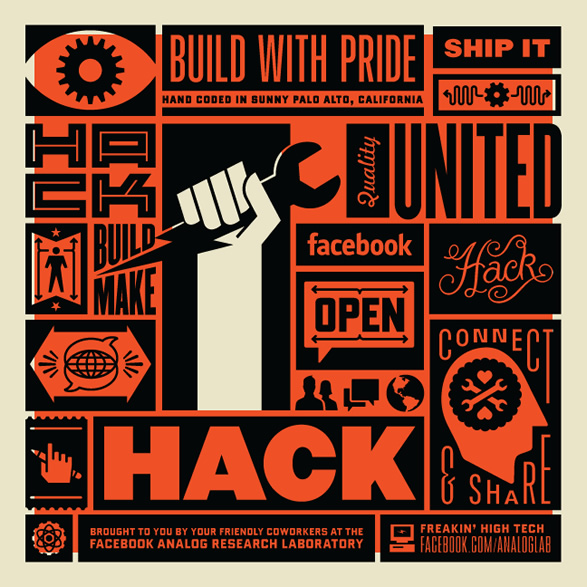 BUILD WITH PRIDE
HAND CODED IN SUNNY PALO ALTO, CALIFORNIA
SHIP IT
HA
CK
Quality
UNITED
BUILD
MAKE
facebook
Hack
OPEN
CONNECT
& SHARE
HACK
BROUGHT TO YOU BY YOUR FRIENDLY COWORKERS AT THE
FACEBOOK ANALOG RESEARCH LABORATORY
FREAKIN' HIGH TECH
FACEBOOK.COM/ANALOGLAB